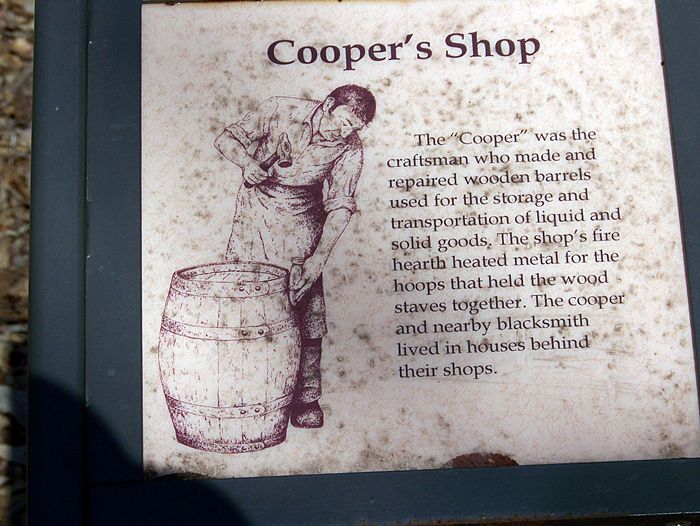 Cooper's Shop
The "Cooper" was the
craftsman who made and
repaired wooden barrels
used for the storage and
transportation of liquid and
solid goods. The shop's fire
hearth heated metal for the
hoops that held the wood
staves together. The cooper
and nearby blacksmith
lived in houses behind
their shops.